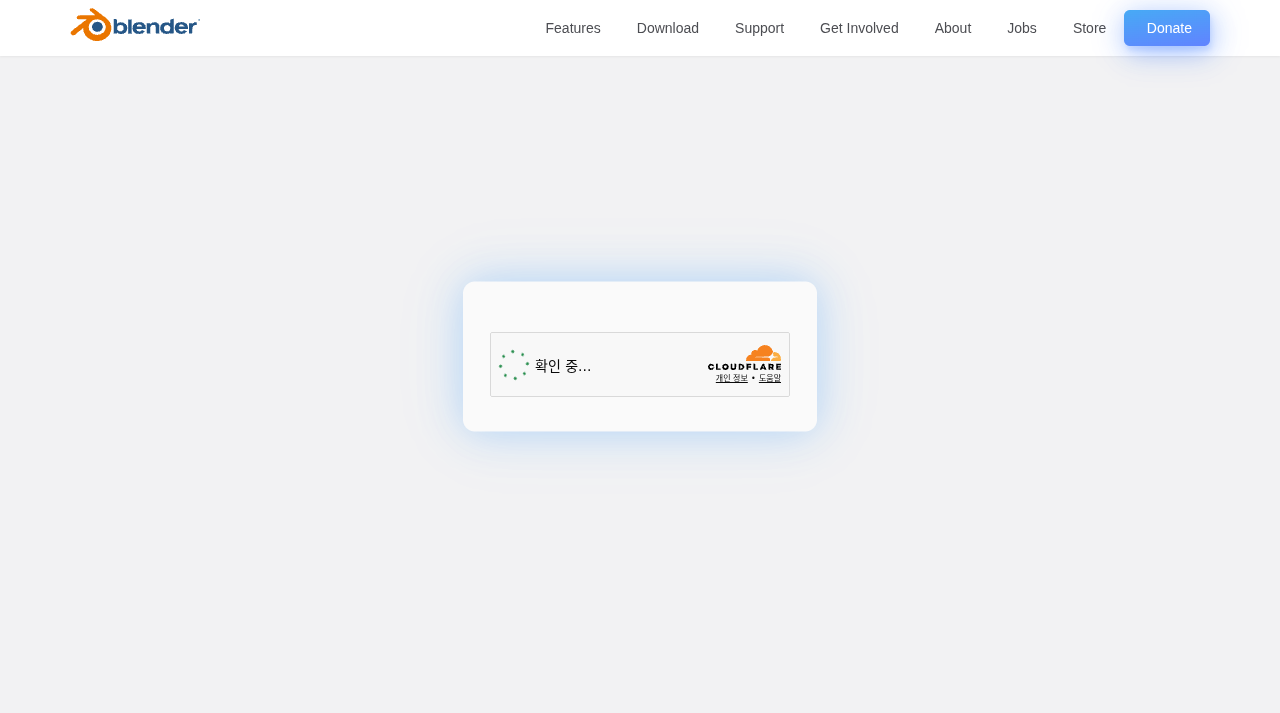 blender
Features Download Support Get Involved About Jobs Store Donate
확인 중...
CLOUDFLARE
개인 정보 • 도움말